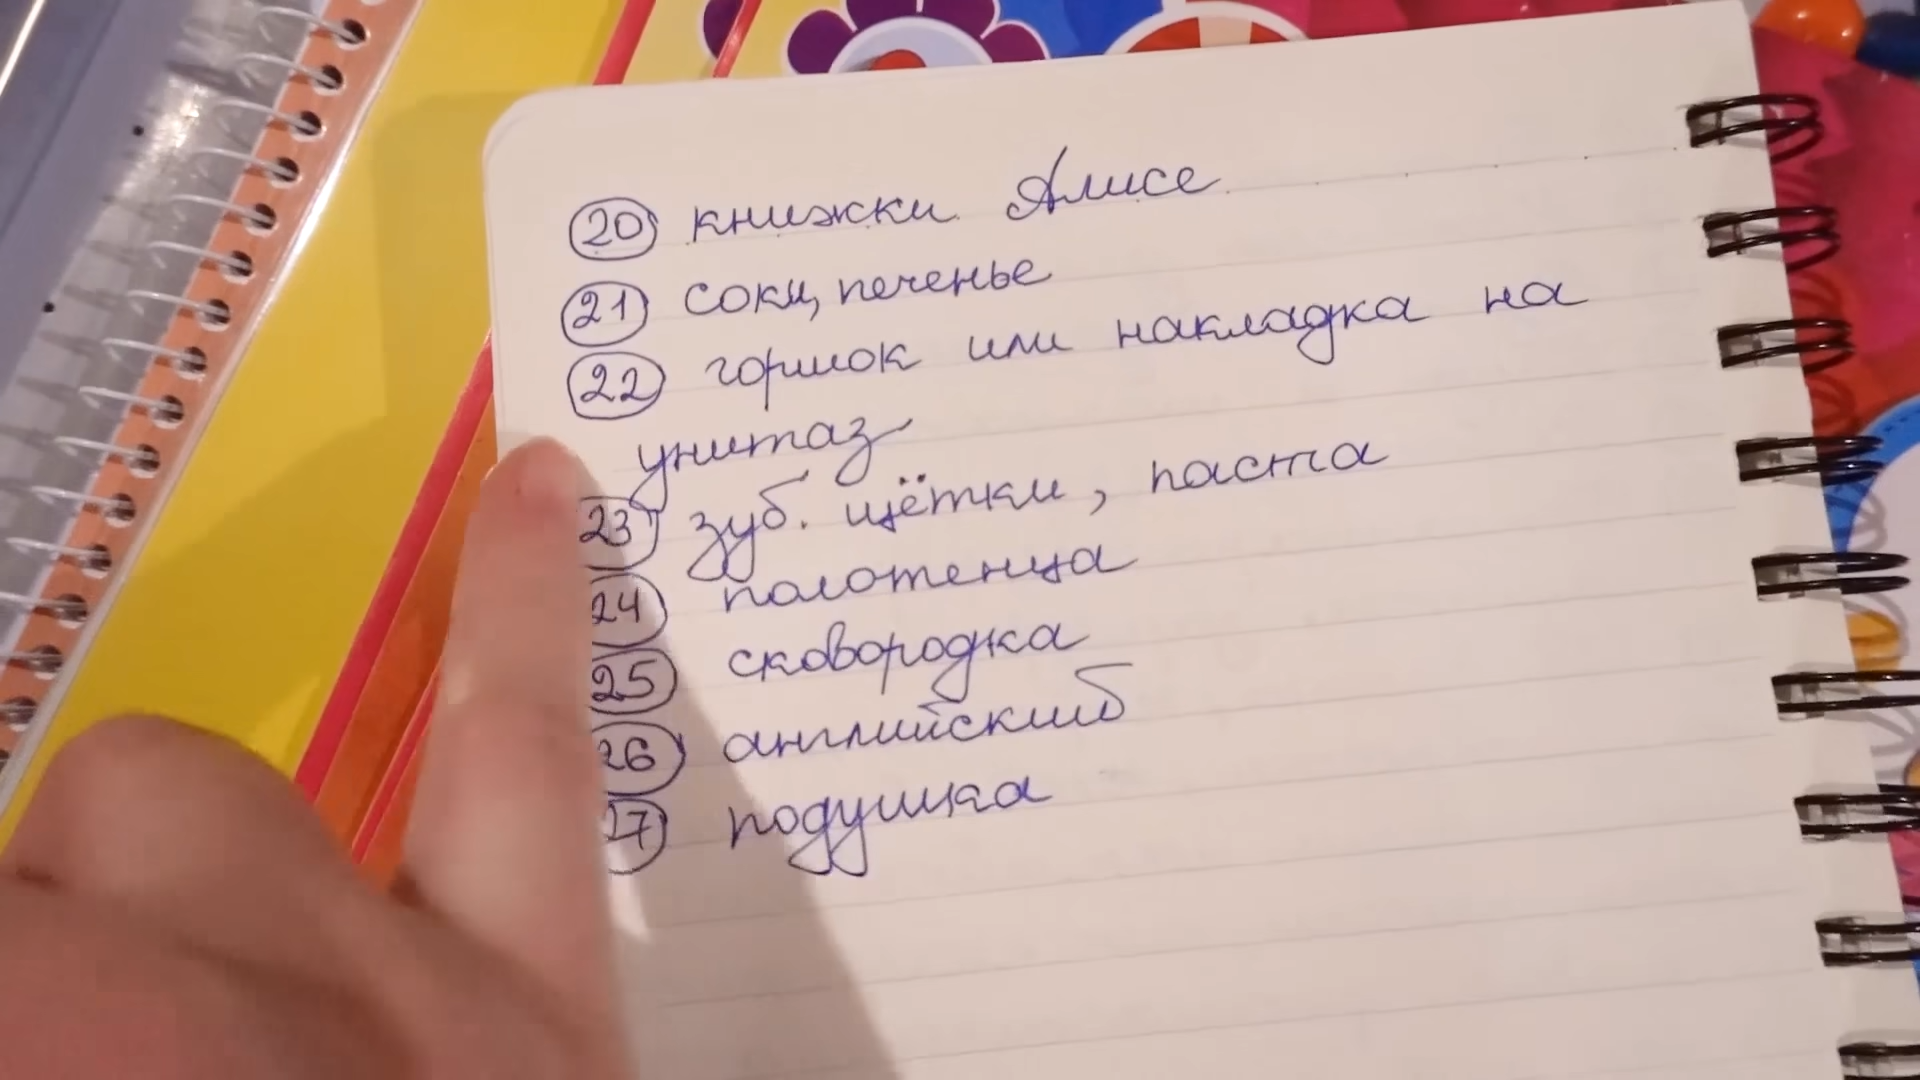 20 книжки Алисе
21 соки, печенье
22 горшок или накладка на
унитаз
23 зуб. щётки, паста
24 полотенца
25 сковородка
26 английский
27 подушка